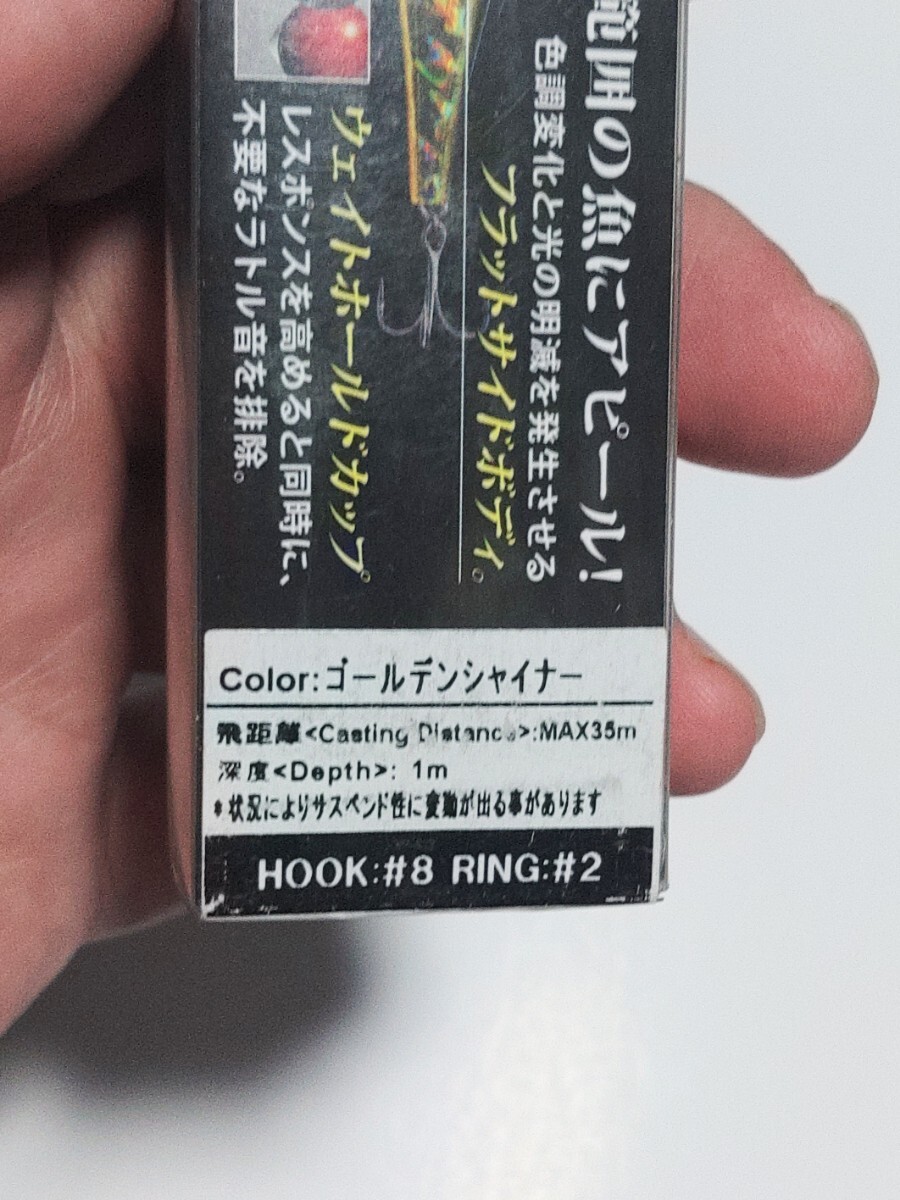 範囲の魚にアピール!
色調変化と光の明滅を発生させる
フラットサイドボディ。
ウェイトホールドカップ。
レスポンスを高めると同時に、
不要なラトル音を排除。
Color:ゴールデンシャイナー
飛距離<Casting Distance>:MAX35m
深度<Depth>: 1m
*状況によりサスペンド性に変動が出る事があります
HOOK:#8 RING:#2